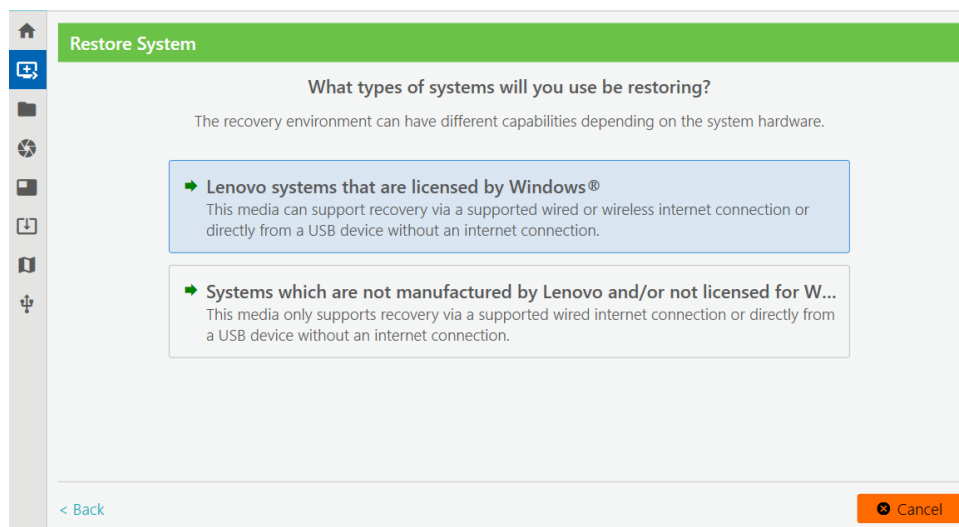 Restore System
What types of systems will you use be restoring?
The recovery environment can have different capabilities depending on the system hardware.
Lenovo systems that are licensed by Windows®
This media can support recovery via a supported wired or wireless internet connection or
directly from a USB device without an internet connection.
Systems which are not manufactured by Lenovo and/or not licensed for W...
This media only supports recovery via a supported wired internet connection or directly from
a USB device without an internet connection.
< Back
Cancel